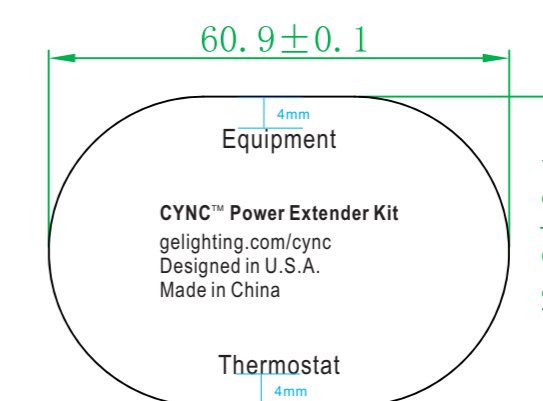 60.9±0.1
4mm
Equipment
CYNC™ Power Extender Kit
gelighting.com/cync
Designed in U.S.A.
Made in China
Thermostat
4mm